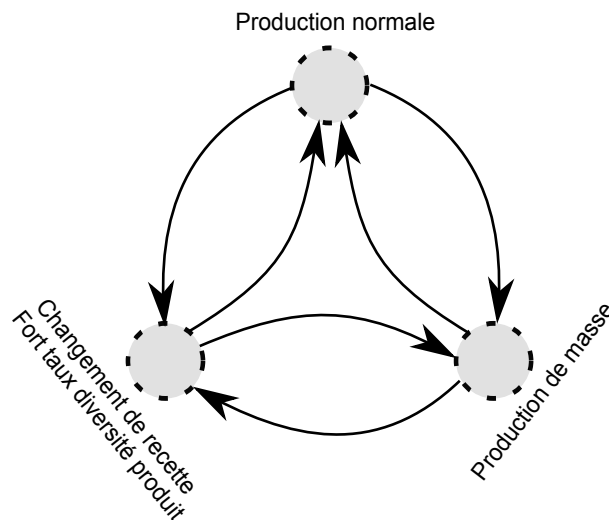 Production normale
Changement de recette
Fort taux diversité produit
Production de masse